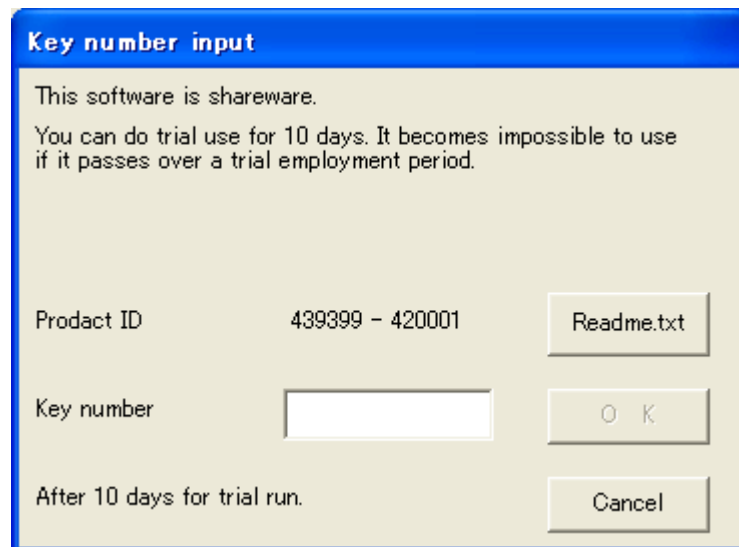 Key number input
This software is shareware.
You can do trial use for 10 days. It becomes impossible to use
if it passes over a trial employment period.
Prodact ID 439399 - 420001 Readme.txt
Key number O K
After 10 days for trial run. Cancel